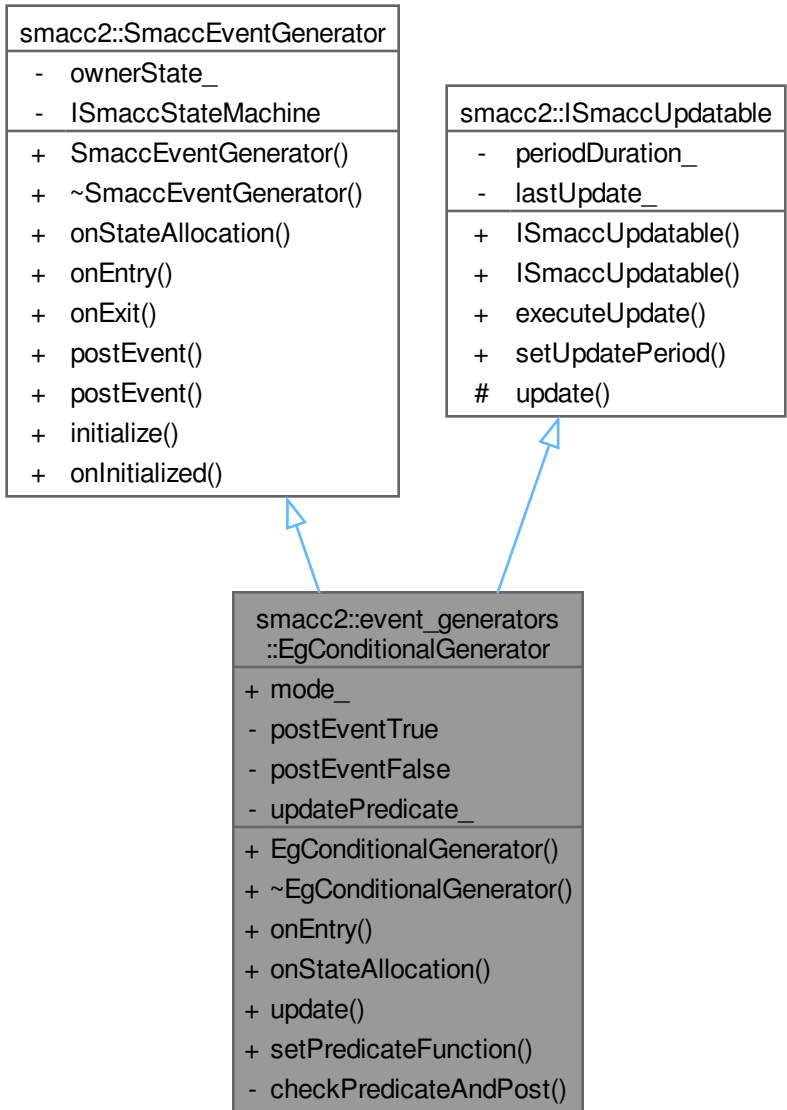 smacc2::SmaccEventGenerator
- ownerState_
- ISmaccStateMachine
+ SmaccEventGenerator()
+ ~SmaccEventGenerator()
+ onStateAllocation()
+ onEntry()
+ onExit()
+ postEvent()
+ postEvent()
+ initialize()
+ onInitialized()
smacc2::ISmaccUpdatable
- periodDuration_
- lastUpdate_
+ ISmaccUpdatable()
+ ISmaccUpdatable()
+ executeUpdate()
+ setUpdatePeriod()
# update()
smacc2::event_generators
::EgConditionalGenerator
+ mode_
- postEventTrue
- postEventFalse
- updatePredicate_
+ EgConditionalGenerator()
+ ~EgConditionalGenerator()
+ onEntry()
+ onStateAllocation()
+ update()
+ setPredicateFunction()
- checkPredicateAndPost()